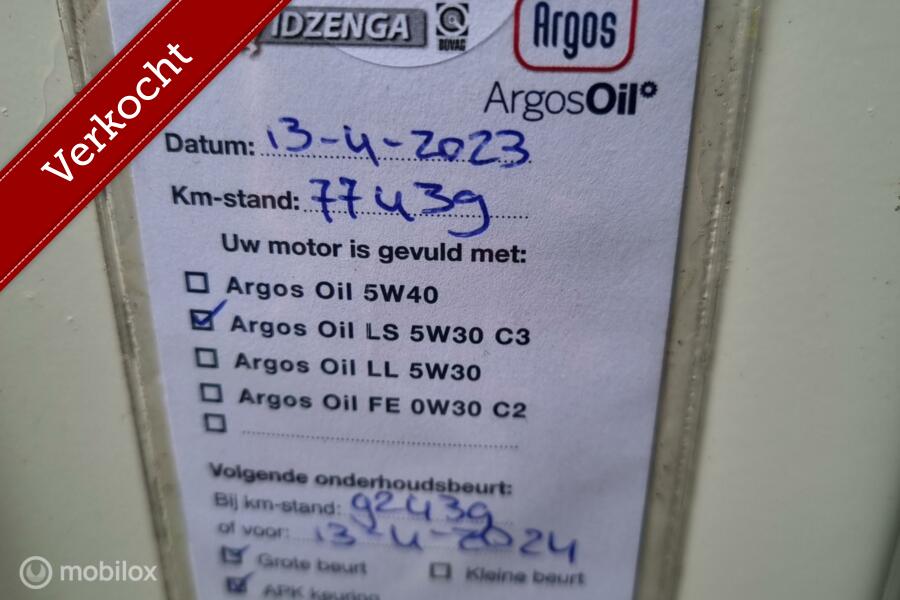 Verkocht
IDZENGA
BOVAG
Argos
ArgosOil
Datum: 13-4-2023
Km-stand: 77439
Uw motor is gevuld met:
Argos Oil 5W40
Argos Oil LS 5W30 C3
Argos Oil LL 5W30
Argos Oil FE 0W30 C2
Volgende onderhoudsbeurt:
Bij km-stand: 92439
of voor: 13-4-2024
Grote beurt Kleine beurt
APK keuring
mobilox